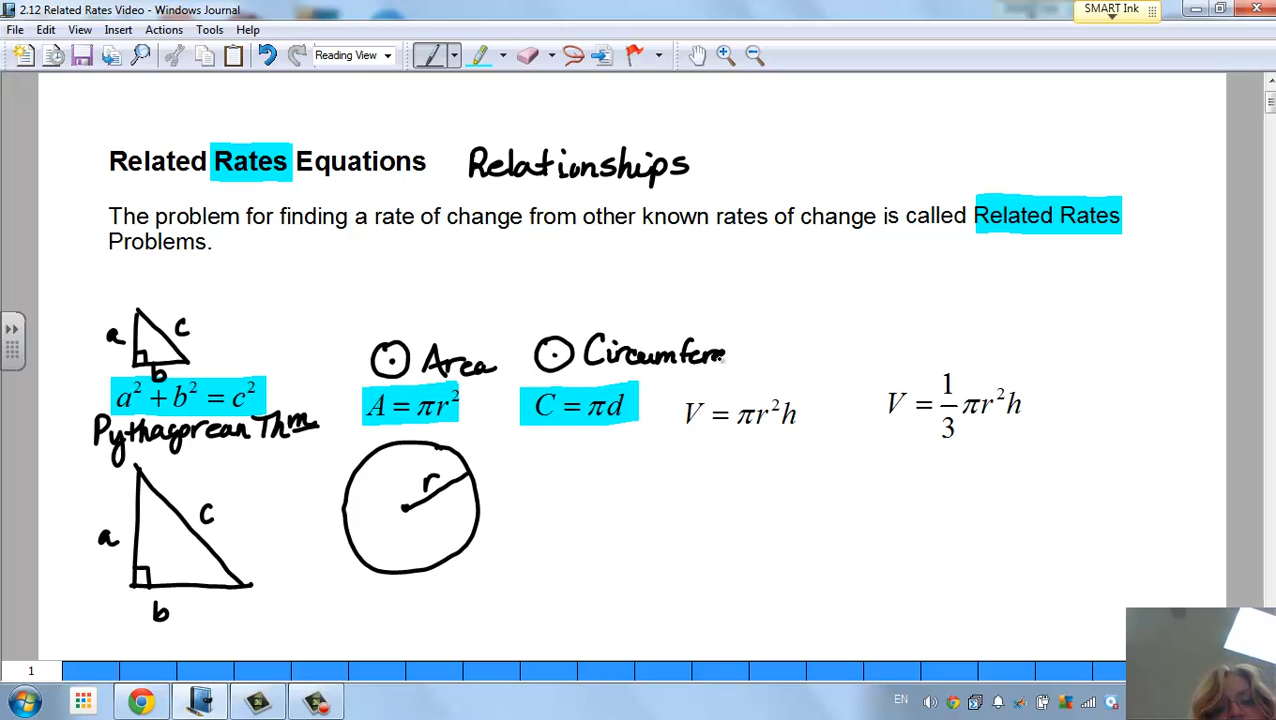 2.12 Related Rates Video - Windows Journal
SMART Ink
File Edit View Insert Actions Tools Help
Reading View
Related Rates Equations Relationships
The problem for finding a rate of change from other known rates of change is called Related Rates
Problems.
a c
b
a² + b² = c²
Pythagorean Thm
a c
b
Area
A = πr²
r
Circumfere
C = πd
V = πr²h
V = 1/3 πr²h
1
EN